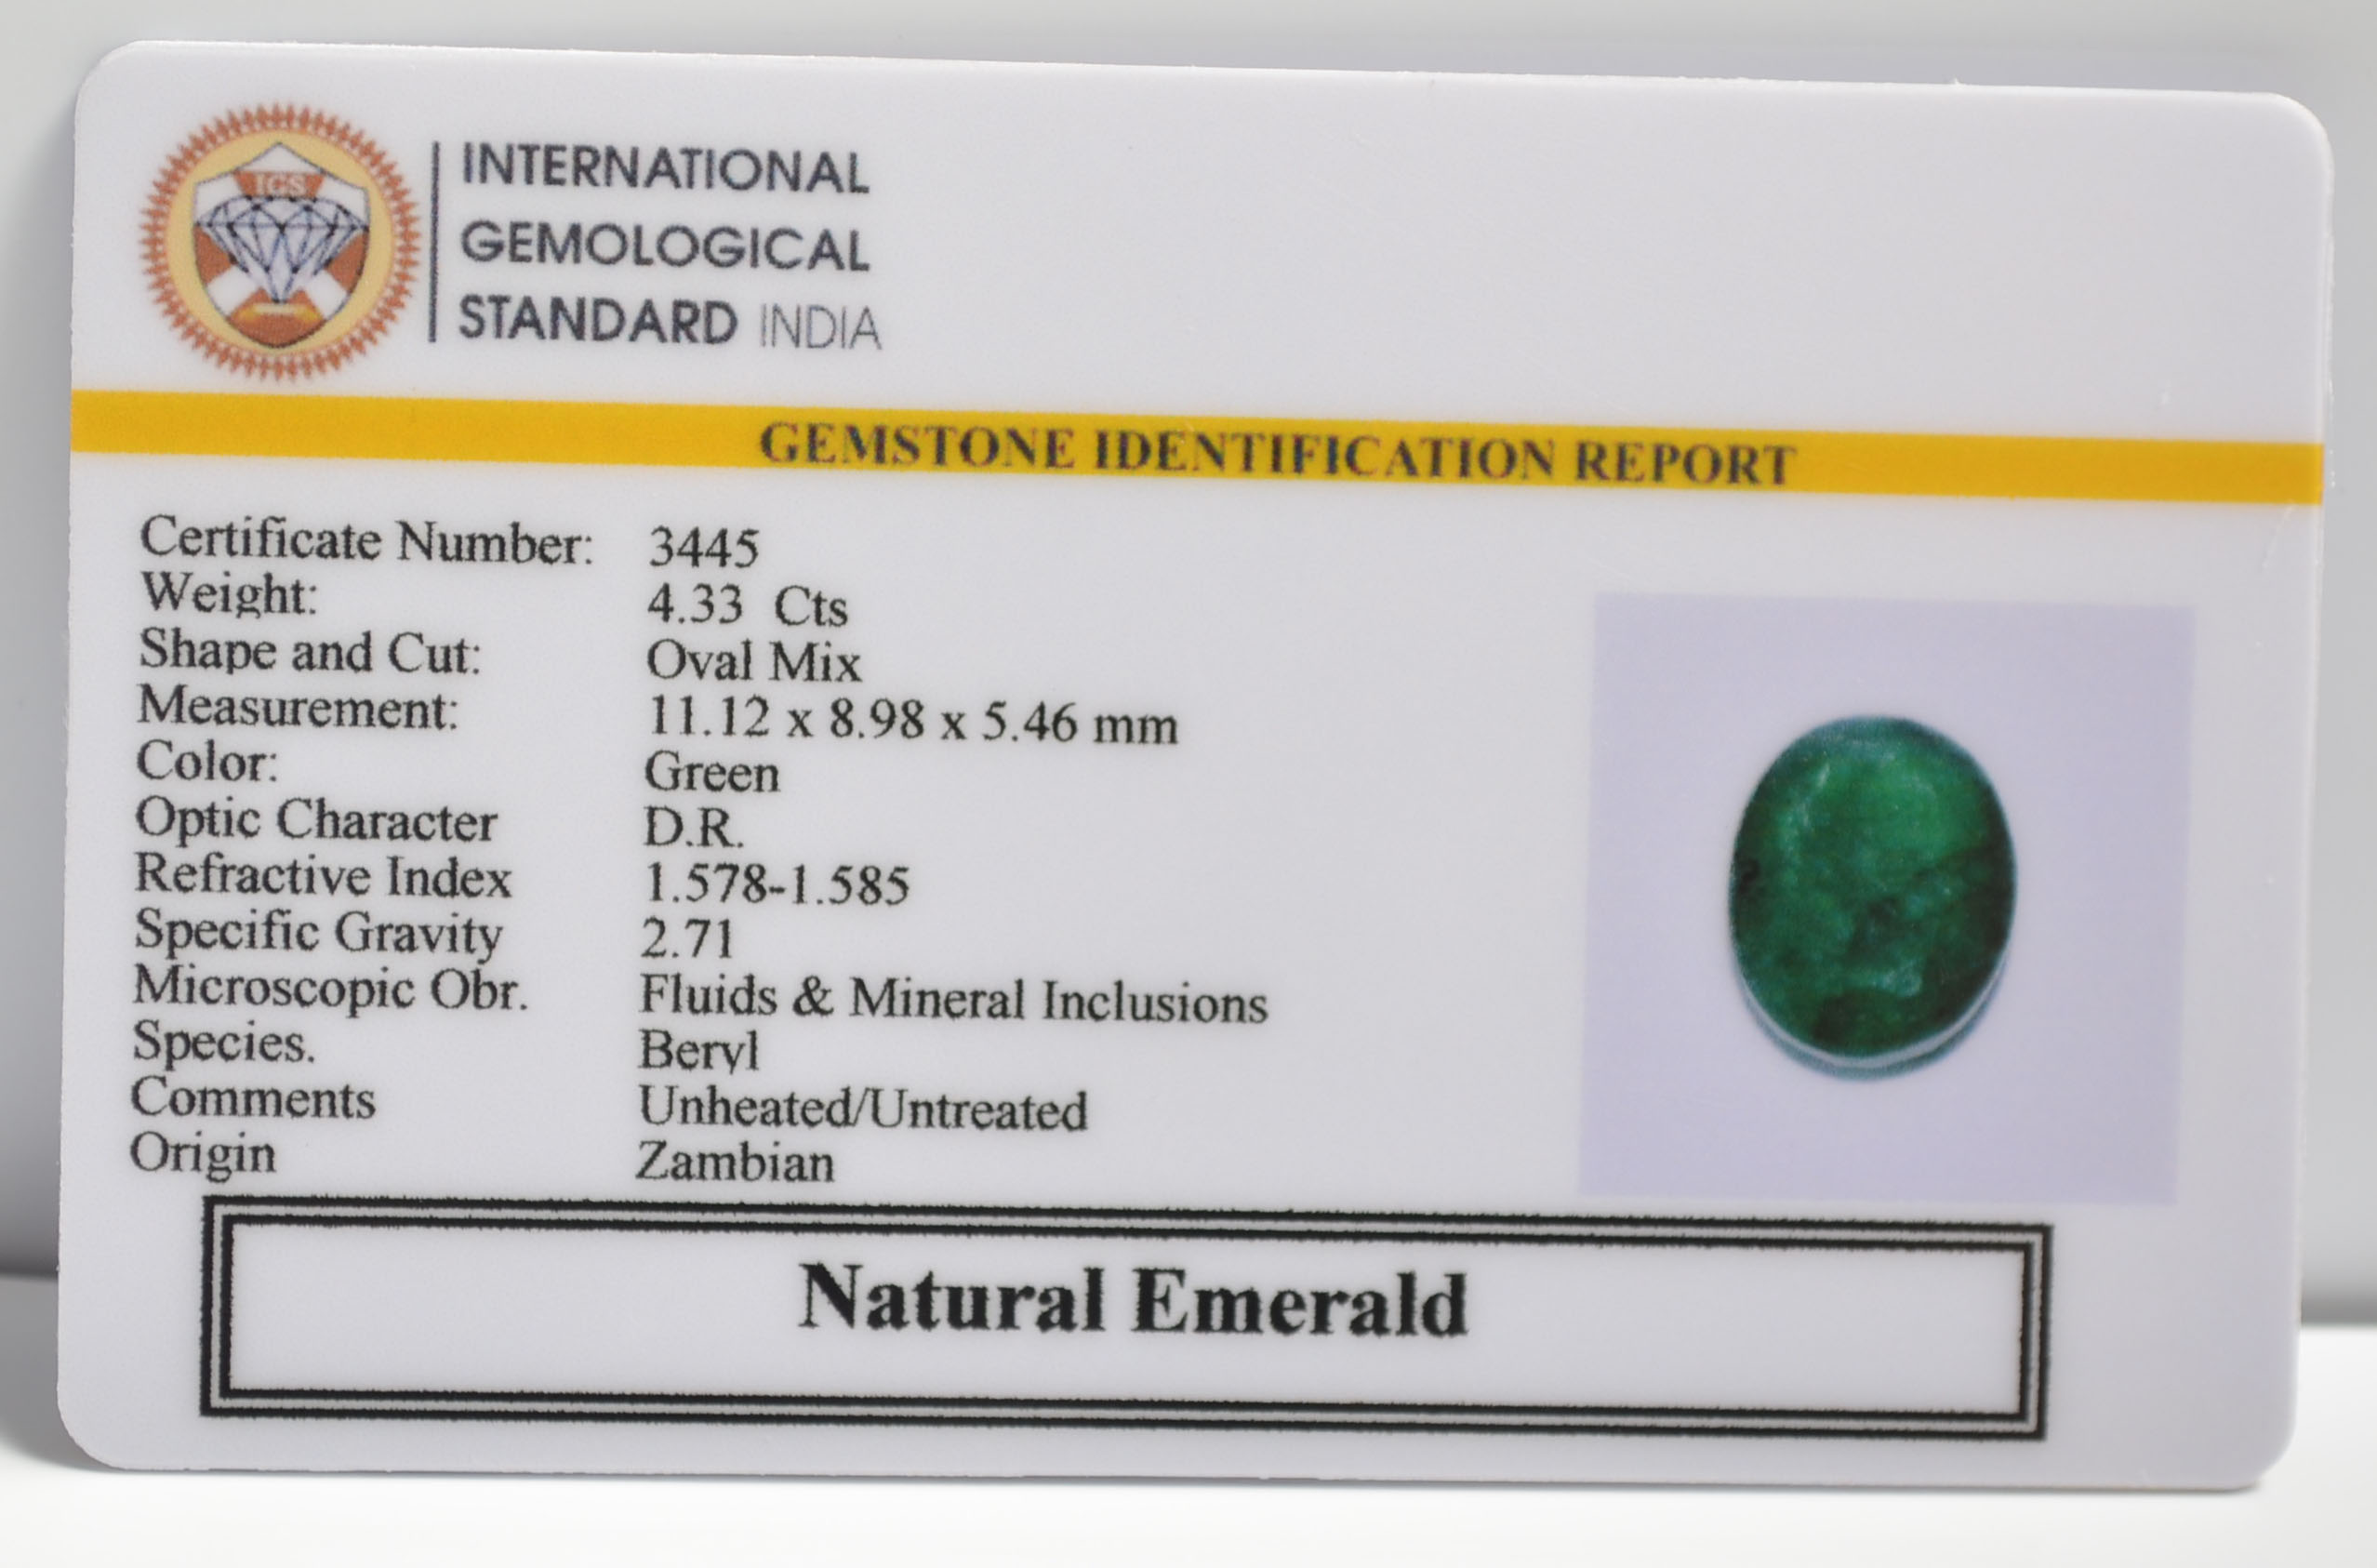 IGS
INTERNATIONAL
GEMOLOGICAL
STANDARD INDIA
GEMSTONE IDENTIFICATION REPORT
Certificate Number: 3445
Weight: 4.33 Cts
Shape and Cut: Oval Mix
Measurement: 11.12 x 8.98 x 5.46 mm
Color: Green
Optic Character D.R.
Refractive Index 1.578-1.585
Specific Gravity 2.71
Microscopic Obr. Fluids & Mineral Inclusions
Species. Beryl
Comments Unheated/Untreated
Origin Zambian
Natural Emerald